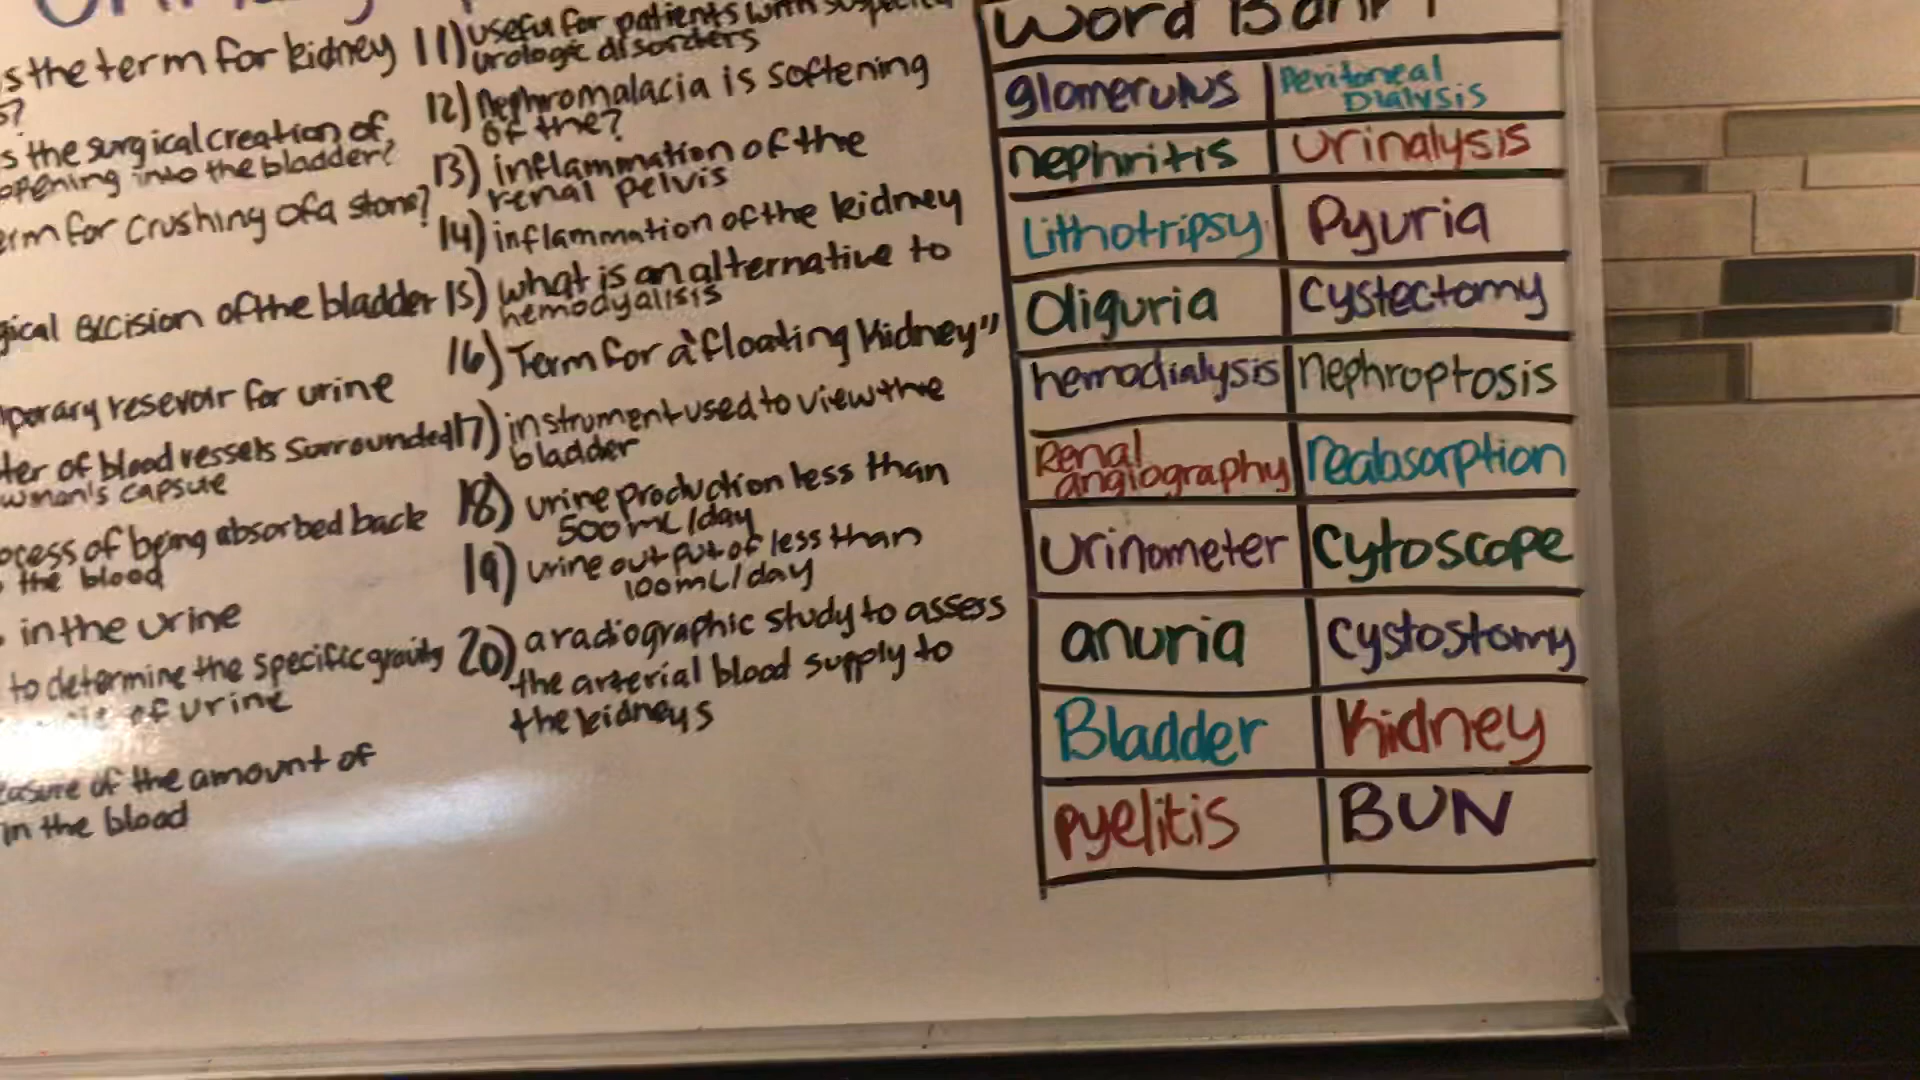 s the term for kidney
s?
s the surgical creation of
opening into the bladder?
erm for crushing of a stone?
gical excision of the bladder
porary resevoir for urine
ter of blood vessels surrounded
wman's capsule
ocess of being absorbed back
the blood
in the urine
to determine the specific gravity
of urine
easure of the amount of
in the blood
11) useful for patients with suspected
urologic disorders
12) Nephromalacia is softening
of the?
13) inflammation of the
renal pelvis
14) inflammation of the kidney
15) what is an alternative to
hemodyalisis
16) Term for a "floating kidney"
17) instrument used to view the
bladder
18) urine production less than
500mL/day
19) urine output of less than
100mL/day
20) a radiographic study to assess
the arterial blood supply to
the kidneys
Word Bank
glomerulus Peritoneal
Dialysis
nephritis urinalysis
Lithotripsy Pyuria
Oliguria cystectomy
hemodialysis nephroptosis
Renal
angiography reabsorption
Urinometer Cytoscope
anuria cystostomy
Bladder Kidney
pyelitis BUN